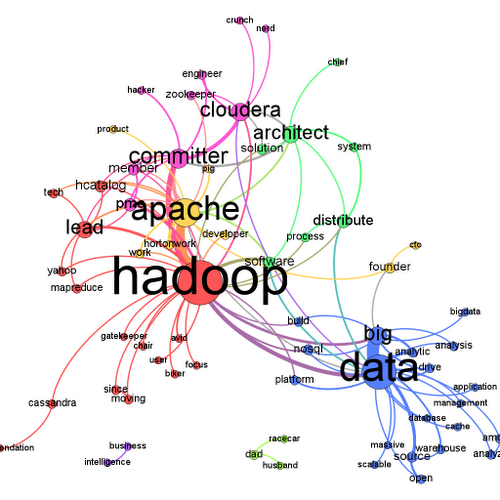 crunch
nerd
chief
engineer
hacker
zookeeper
cloudera
product
architect
solution
system
committer
member
pig
hcatalog
tech
pmc
apache
lead
distribute
developer
process
work
hortonwork
cto
yahoo
software
founder
hadoop
mapreduce
build
bigdata
gatekeeper
avid
big
chair
nosql
analytic
analysis
user
focus
data
drive
biker
platform
application
since
moving
cassandra
management
database
cache
business
racecar
massive
warehouse
endation
dad
source
intelligence
husband
scalable
open